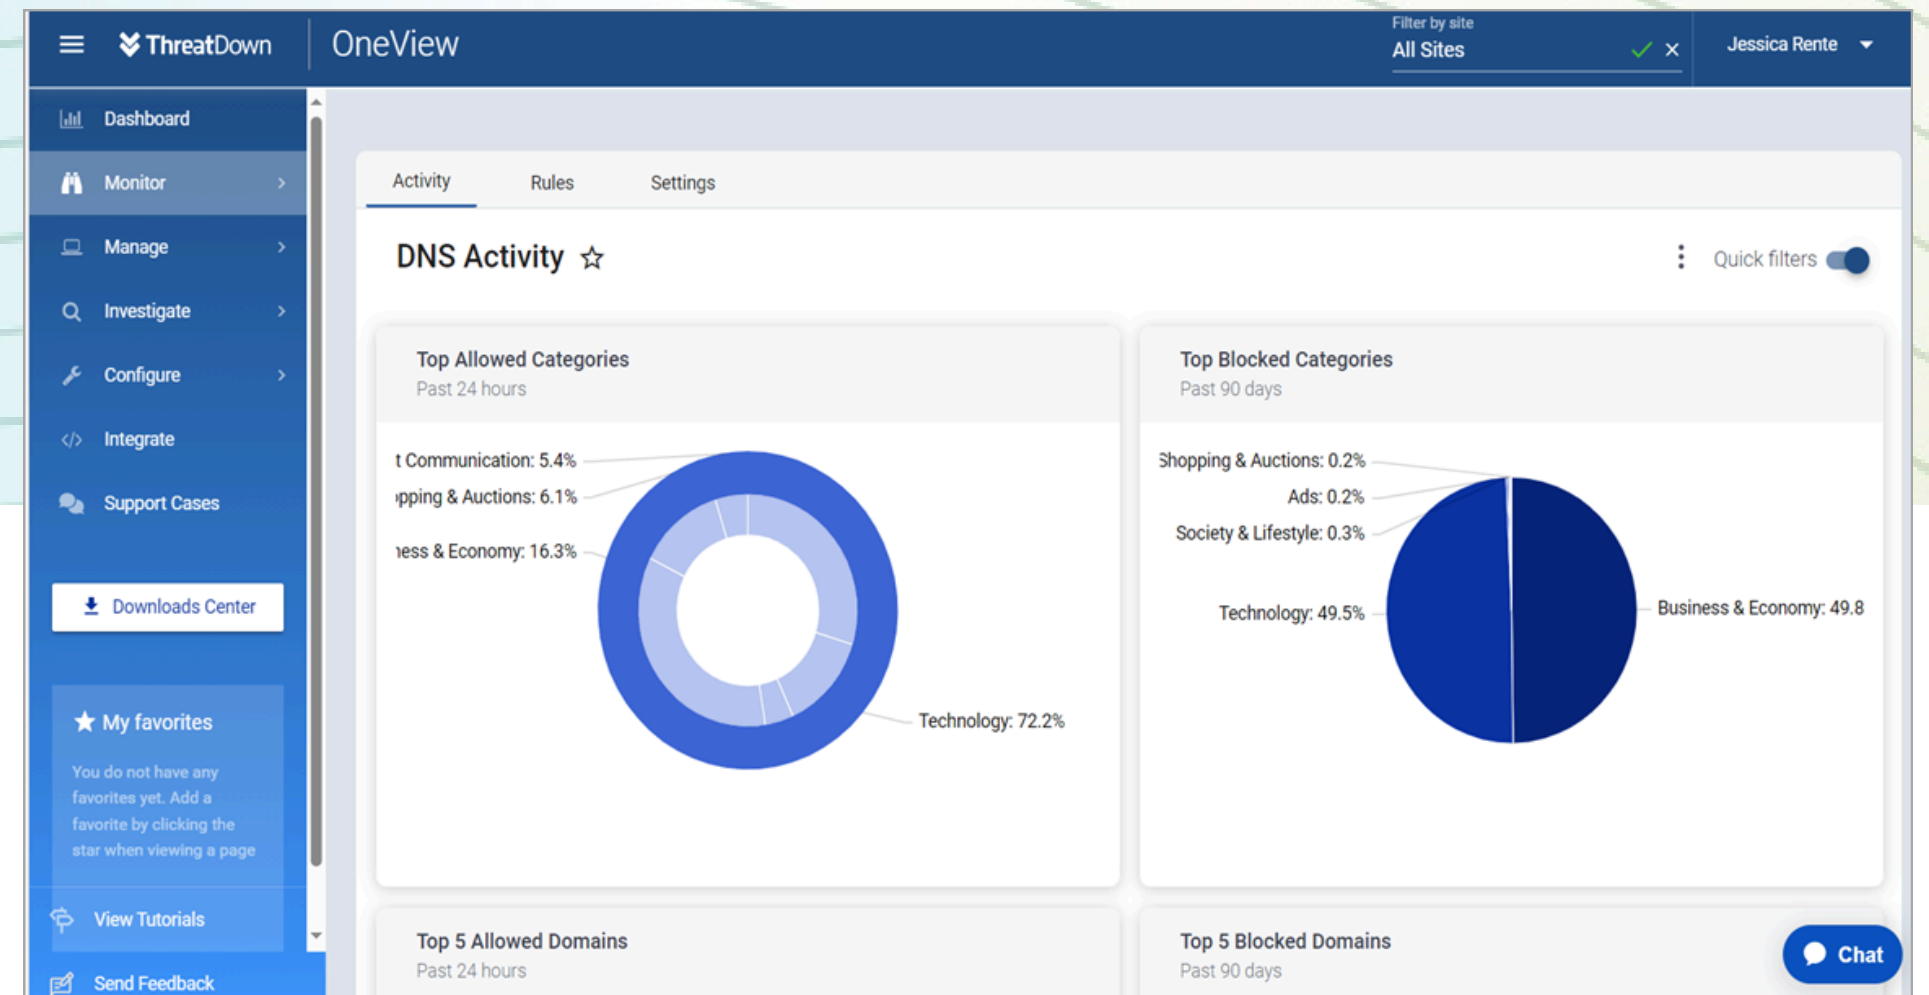 ThreatDown
OneView
Filter by site
All Sites
Jessica Rente
Dashboard
Monitor
Manage
Investigate
Configure
Integrate
Support Cases
Downloads Center
My favorites
You do not have any
favorites yet. Add a
favorite by clicking the
star when viewing a page
View Tutorials
Send Feedback
Activity
Rules
Settings
DNS Activity
Quick filters
Top Allowed Categories
Past 24 hours
t Communication: 5.4%
pping & Auctions: 6.1%
ness & Economy: 16.3%
Technology: 72.2%
Top Blocked Categories
Past 90 days
Shopping & Auctions: 0.2%
Ads: 0.2%
Society & Lifestyle: 0.3%
Technology: 49.5%
Business & Economy: 49.8
Top 5 Allowed Domains
Past 24 hours
Top 5 Blocked Domains
Past 90 days
Chat